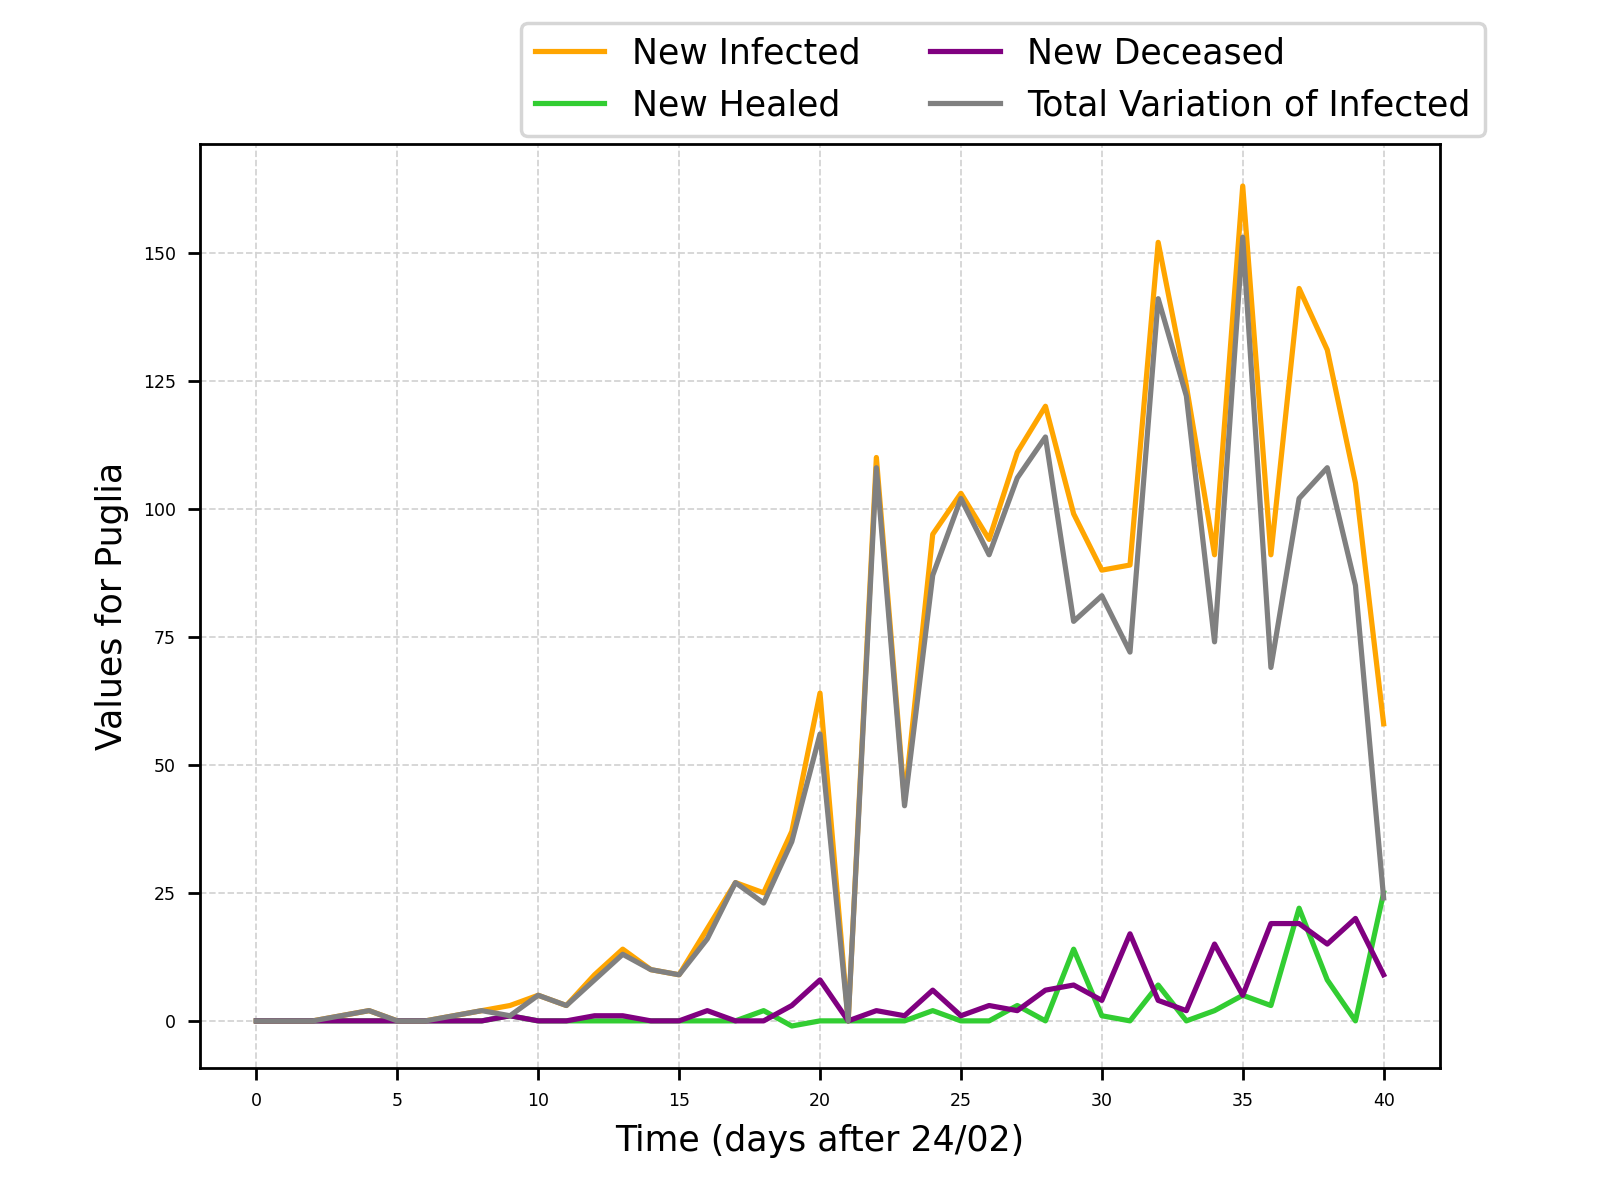 New Infected
New Healed
New Deceased
Total Variation of Infected
Values for Puglia
150
125
100
75
50
25
0
0 5 10 15 20 25 30 35 40
Time (days after 24/02)